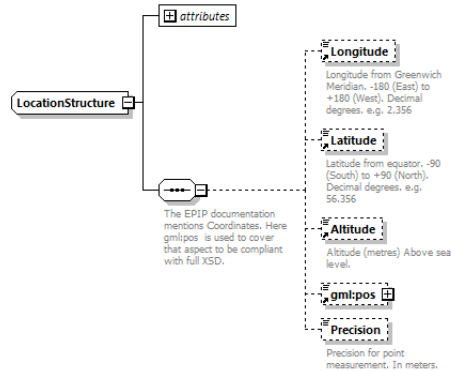 attributes
LocationStructure
The EPIP documentation
mentions Coordinates. Here
gml:pos is used to cover
that aspect to be compliant
with full XSD.
Longitude
Longitude from Greenwich
Meridian. -180 (East) to
+180 (West). Decimal
degrees. e.g. 2.356
Latitude
Latitude from equator. -90
(South) to +90 (North).
Decimal degrees. e.g.
56.356
Altitude
Altitude (metres) Above sea
level.
gml:pos
Precision
Precision for point
measurement. In meters.